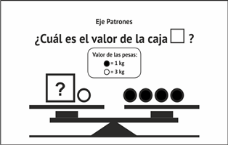 Eje Patrones
¿Cuál es el valor de la caja ?
Valor de las pesas:
= 1 kg
= 3 kg
?